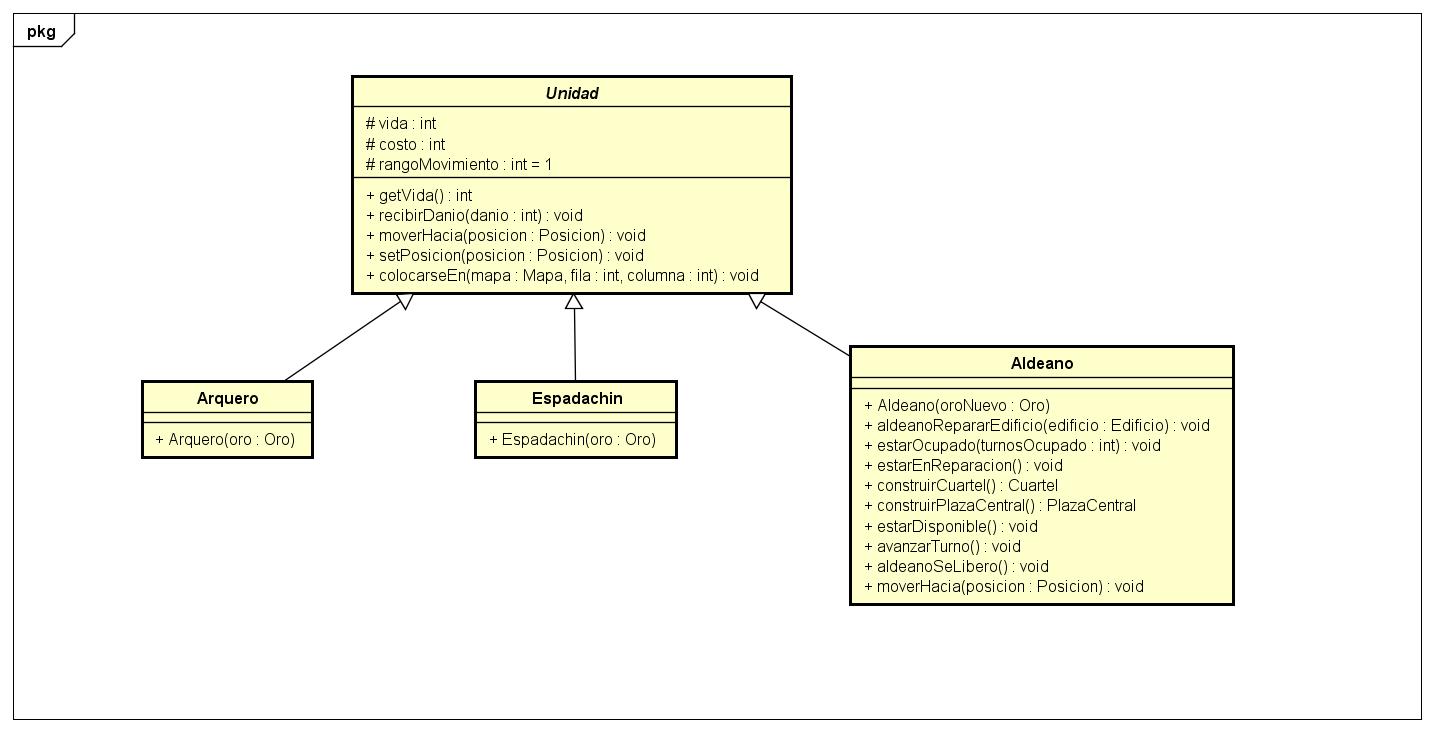 pkg
Unidad
# vida : int
# costo : int
# rangoMovimiento : int = 1
+ getVida() : int
+ recibirDanio(danio : int) : void
+ moverHacia(posicion : Posicion) : void
+ setPosicion(posicion : Posicion) : void
+ colocarseEn(mapa : Mapa, fila : int, columna : int) : void
Arquero
+ Arquero(oro : Oro)
Espadachin
+ Espadachin(oro : Oro)
Aldeano
+ Aldeano(oroNuevo : Oro)
+ aldeanoRepararEdificio(edificio : Edificio) : void
+ estarOcupado(turnosOcupado : int) : void
+ estarEnReparacion() : void
+ construirCuartel() : Cuartel
+ construirPlazaCentral() : PlazaCentral
+ estarDisponible() : void
+ avanzarTurno() : void
+ aldeanoSeLibero() : void
+ moverHacia(posicion : Posicion) : void